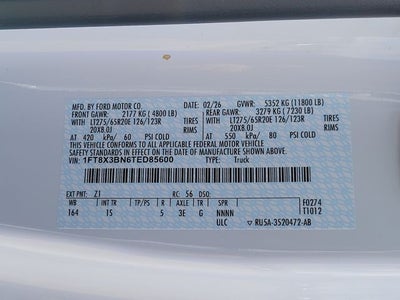 MFD. BY FORD MOTOR CO. 02/26 GVWR: 5352 KG (11800 LB)
FRONT GAWR: 2177 KG (4800 LB) REAR GAWR: 3279 KG (7230 LB)
LT275/65R20E 126/123R TIRES LT275/65R20E 126/123R TIRES
20X8.0J RIMS 20X8.0J RIMS
AT 420 kPa/ 60 PSI COLD AT 550 kPa/ 80 PSI COLD
THIS VEHICLE CONFORMS TO ALL APPLICABLE FEDERAL MOTOR VEHICLE
SAFETY STANDARDS IN EFFECT ON THE DATE OF MANUFACTURE SHOWN ABOVE
VIN: 1FT8X3BN6TED85600 TYPE: Truck
EXT PNT: Z1 RC: 56 DSO:
WB INT TR TP/PS R AXLE TR SPR F0274
164 IS 5 3E G NNNN T1012
ULC RU5A-3520472-AB